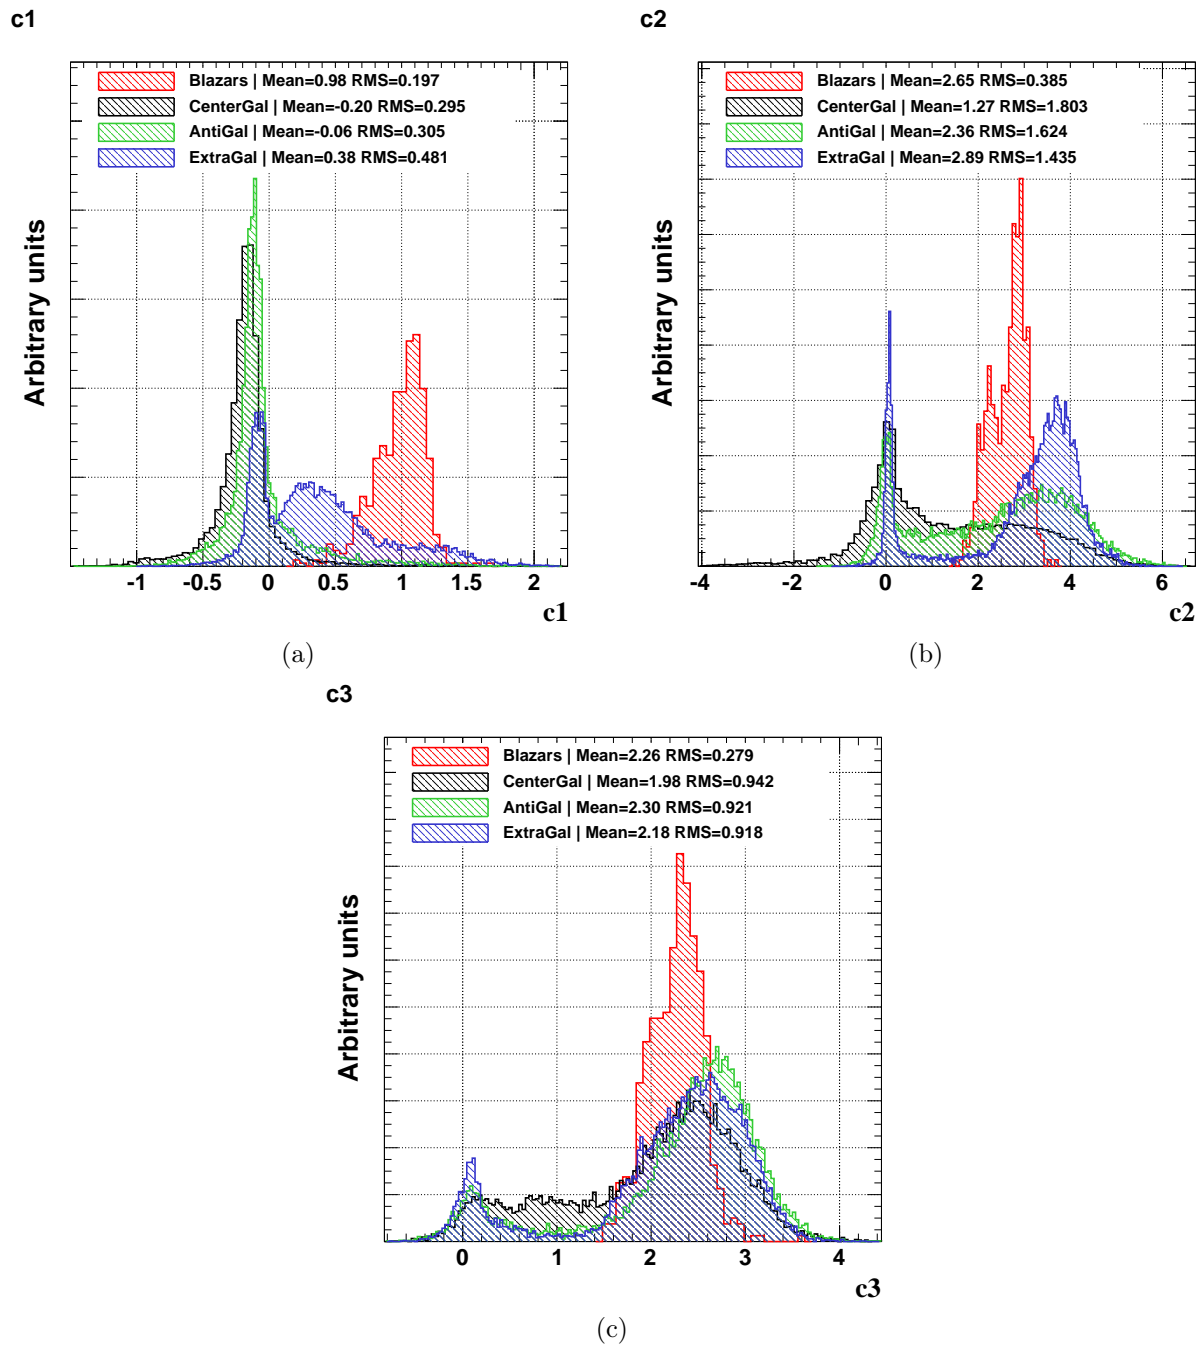 c1
Blazars | Mean=0.98 RMS=0.197
CenterGal | Mean=-0.20 RMS=0.295
AntiGal | Mean=-0.06 RMS=0.305
ExtraGal | Mean=0.38 RMS=0.481
Arbitrary units
-1 -0.5 0 0.5 1 1.5 2
c1
(a)
c2
Blazars | Mean=2.65 RMS=0.385
CenterGal | Mean=1.27 RMS=1.803
AntiGal | Mean=2.36 RMS=1.624
ExtraGal | Mean=2.89 RMS=1.435
Arbitrary units
-4 -2 0 2 4 6
c2
(b)
c3
Blazars | Mean=2.26 RMS=0.279
CenterGal | Mean=1.98 RMS=0.942
AntiGal | Mean=2.30 RMS=0.921
ExtraGal | Mean=2.18 RMS=0.918
Arbitrary units
0 1 2 3 4
c3
(c)